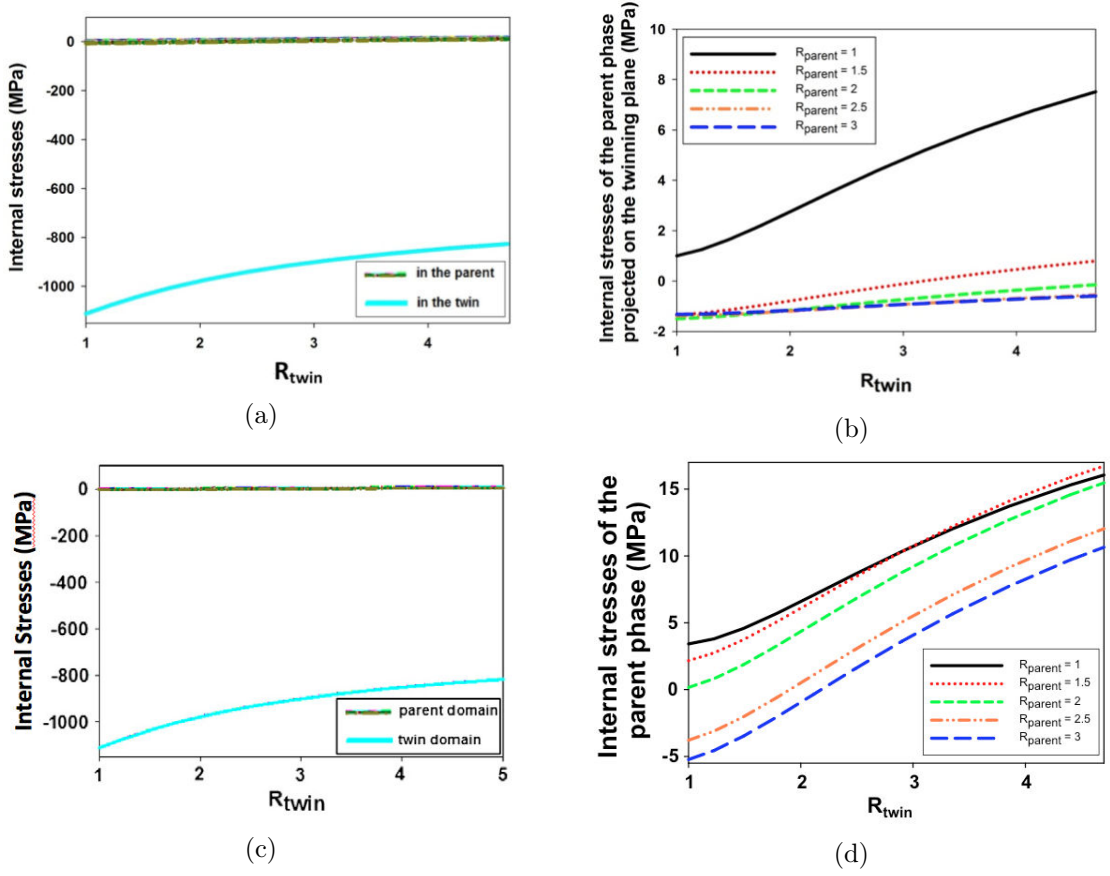 0
-200
-400
-600
-800
-1000
Internal stresses (MPa)
in the parent
in the twin
1 2 3 4
Rtwin
(a)
10
8
6
4
2
0
-2
Internal stresses of the parent phase
projected on the twinning plane (MPa)
Rparent = 1
Rparent = 1.5
Rparent = 2
Rparent = 2.5
Rparent = 3
1 2 3 4
Rtwin
(b)
0
-200
-400
-600
-800
-1000
Internal Stresses (MPa)
parent domain
twin domain
1 2 3 4 5
Rtwin
(c)
15
10
5
0
-5
Internal stresses of the
parent phase (MPa)
Rparent = 1
Rparent = 1.5
Rparent = 2
Rparent = 2.5
Rparent = 3
1 2 3 4
Rtwin
(d)